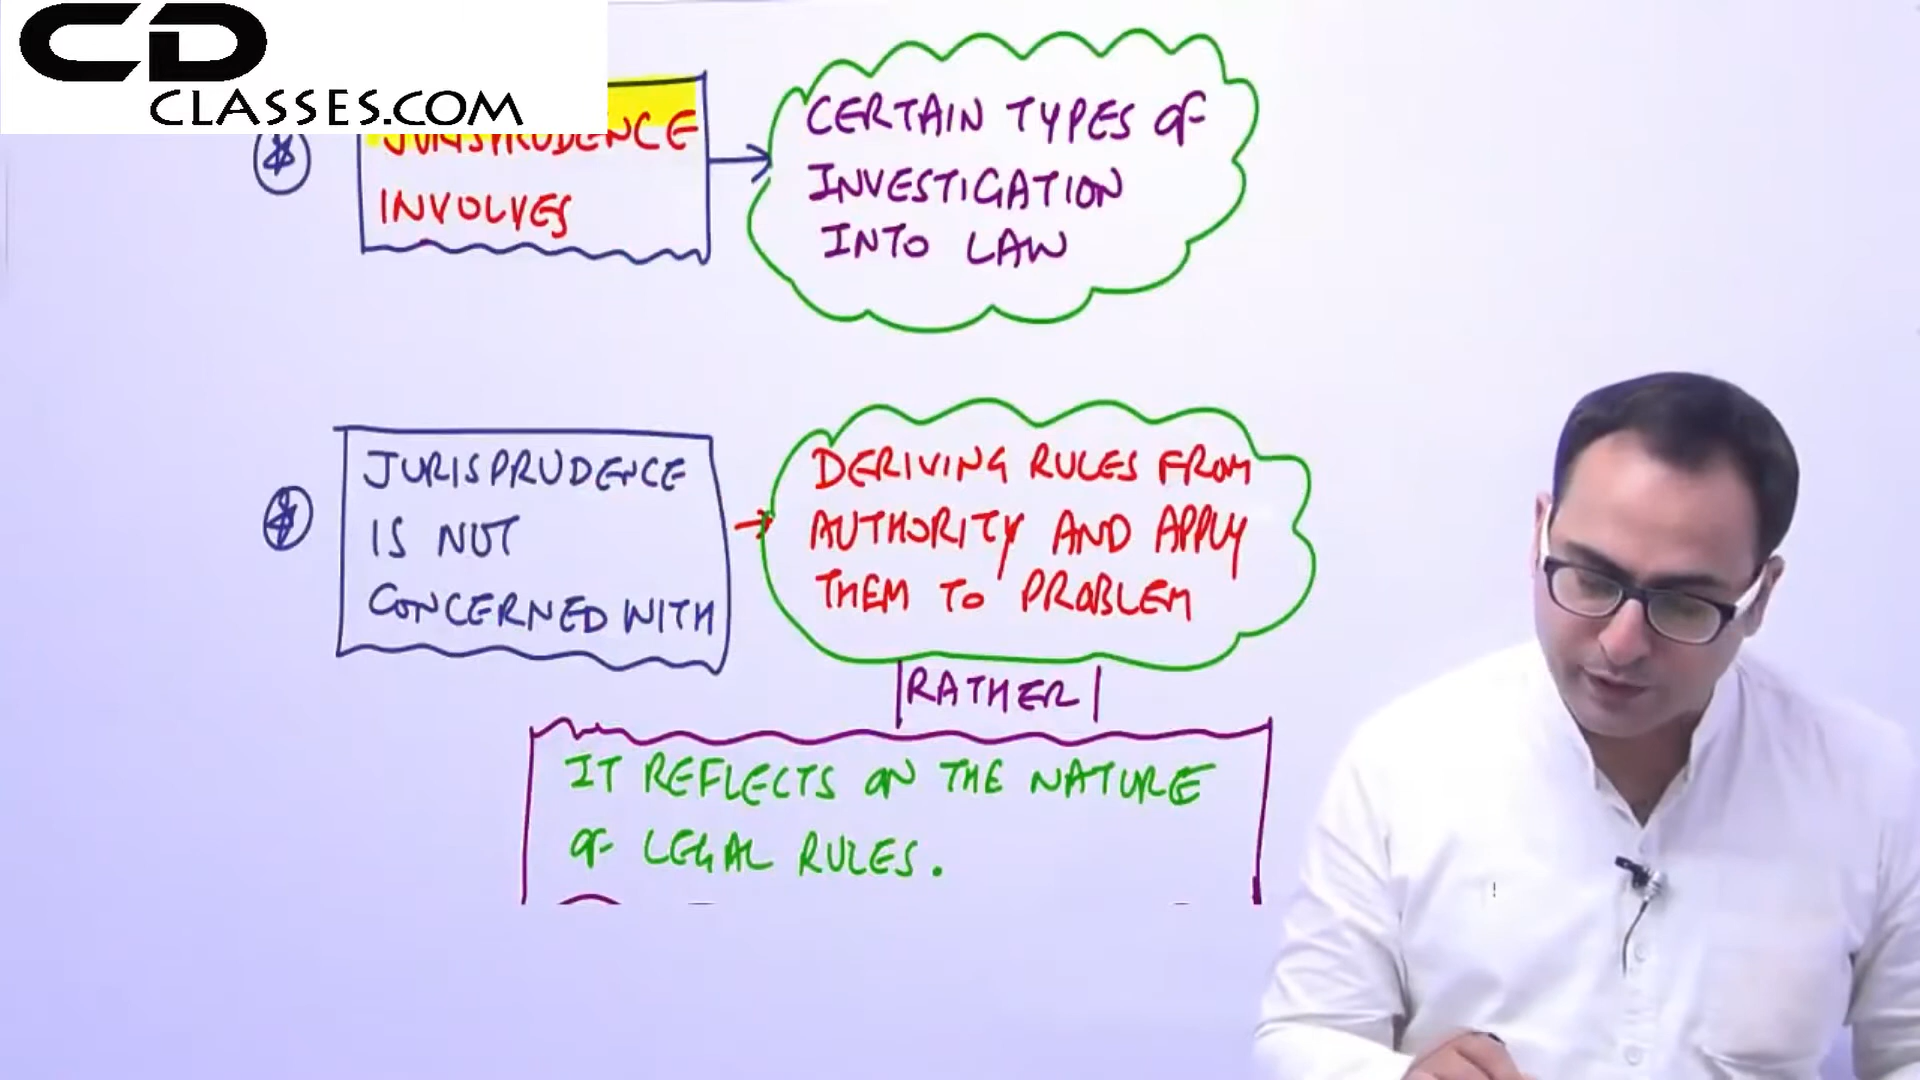 CD
CLASSES.COM
JURISPRUDENCE
INVOLVES
CERTAIN TYPES OF
INVESTIGATION
INTO LAW
JURISPRUDENCE
IS NOT
CONCERNED WITH
DERIVING RULES FROM
AUTHORITY AND APPLY
THEM TO PROBLEM
RATHER
IT REFLECTS ON THE NATURE
OF LEGAL RULES.